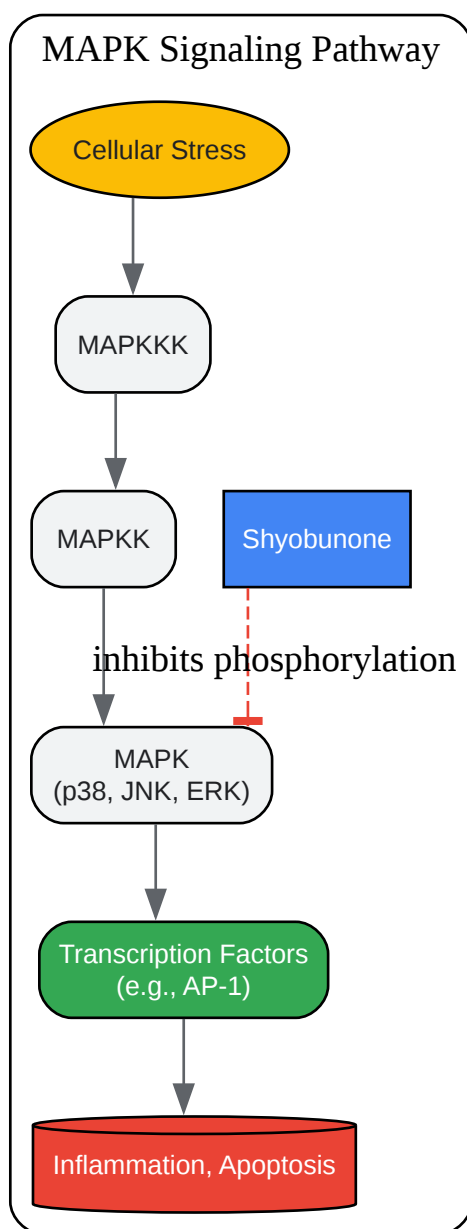 MAPK Signaling Pathway
Cellular Stress
MAPKKK
MAPKK
Shyobunone
inhibits phosphorylation
MAPK
(p38, JNK, ERK)
Transcription Factors
(e.g., AP-1)
Inflammation, Apoptosis